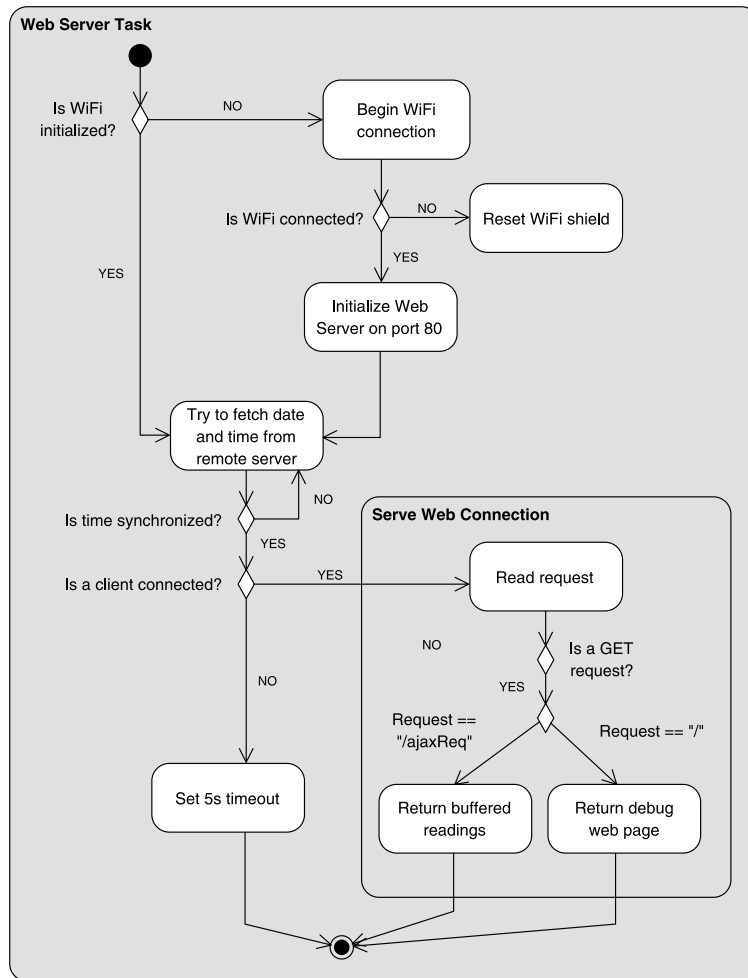 Web Server Task
Is WiFi
initialized?
NO
Begin WiFi
connection
Is WiFi connected?
NO
Reset WiFi shield
YES
YES
Initialize Web
Server on port 80
Try to fetch date
and time from
remote server
NO
Is time synchronized?
YES
Serve Web Connection
Is a client connected?
YES
Read request
NO
Is a GET
request?
NO
YES
Request ==
"/ajaxReq"
Request == "/"
Set 5s timeout
Return buffered
readings
Return debug
web page